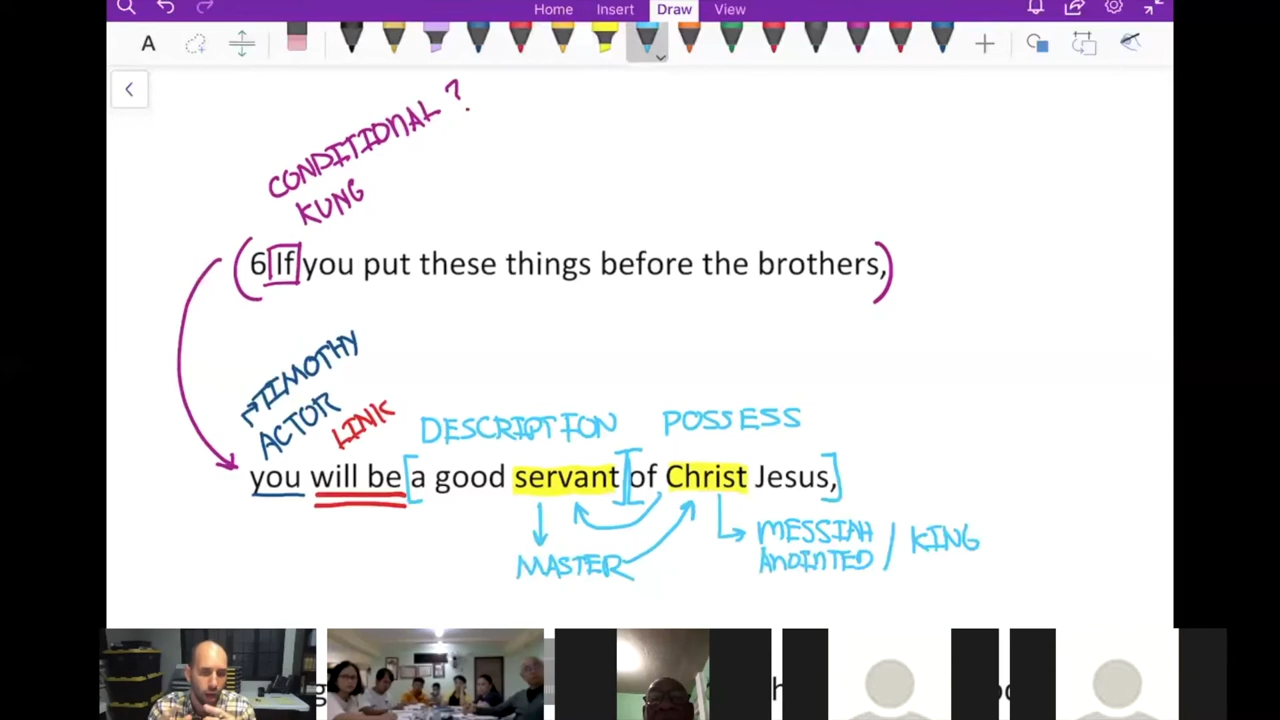 Home Insert Draw View
A
CONDITIONAL ?
KUNG
6 If you put these things before the brothers,
TIMOTHY
ACTOR
LINK
DESCRIPTION
POSSESS
you will be a good servant of Christ Jesus,
MASTER
MESSIAH
ANOINTED / KING